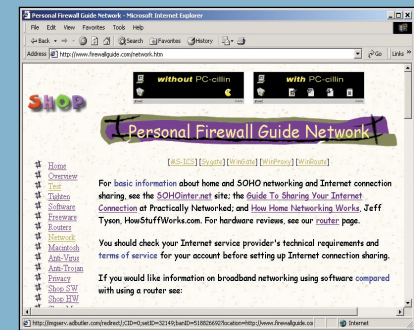 Personal Firewall Guide Network - Microsoft Internet Explorer
File Edit View Favorites Tools Help
Back Search Favorites History
Address http://www.firewallguide.com/network.htm Go Links »
without PC-cillin with PC-cillin
SHOP
Personal Firewall Guide Network
[MS-ICS] [Sygate] [WinGate] [WinProxy] [WinRoute]
Home
Overview
Test
Tighten
Software
Freeware
Routers
Network
Macintosh
Anti-Virus
Anti-Trojan
Privacy
Shop SW
Shop HW
For basic information about home and SOHO networking and Internet connection
sharing, see the SOHOinter.net site; the Guide To Sharing Your Internet
Connection at Practically Networked; and How Home Networking Works, Jeff
Tyson, HowStuffWorks.com. For hardware reviews, see our router page.
You should check your Internet service provider's technical requirements and
terms of service for your account before setting up Internet connection sharing.
If you would like information on broadband networking using software compared
with using a router see:
Internet